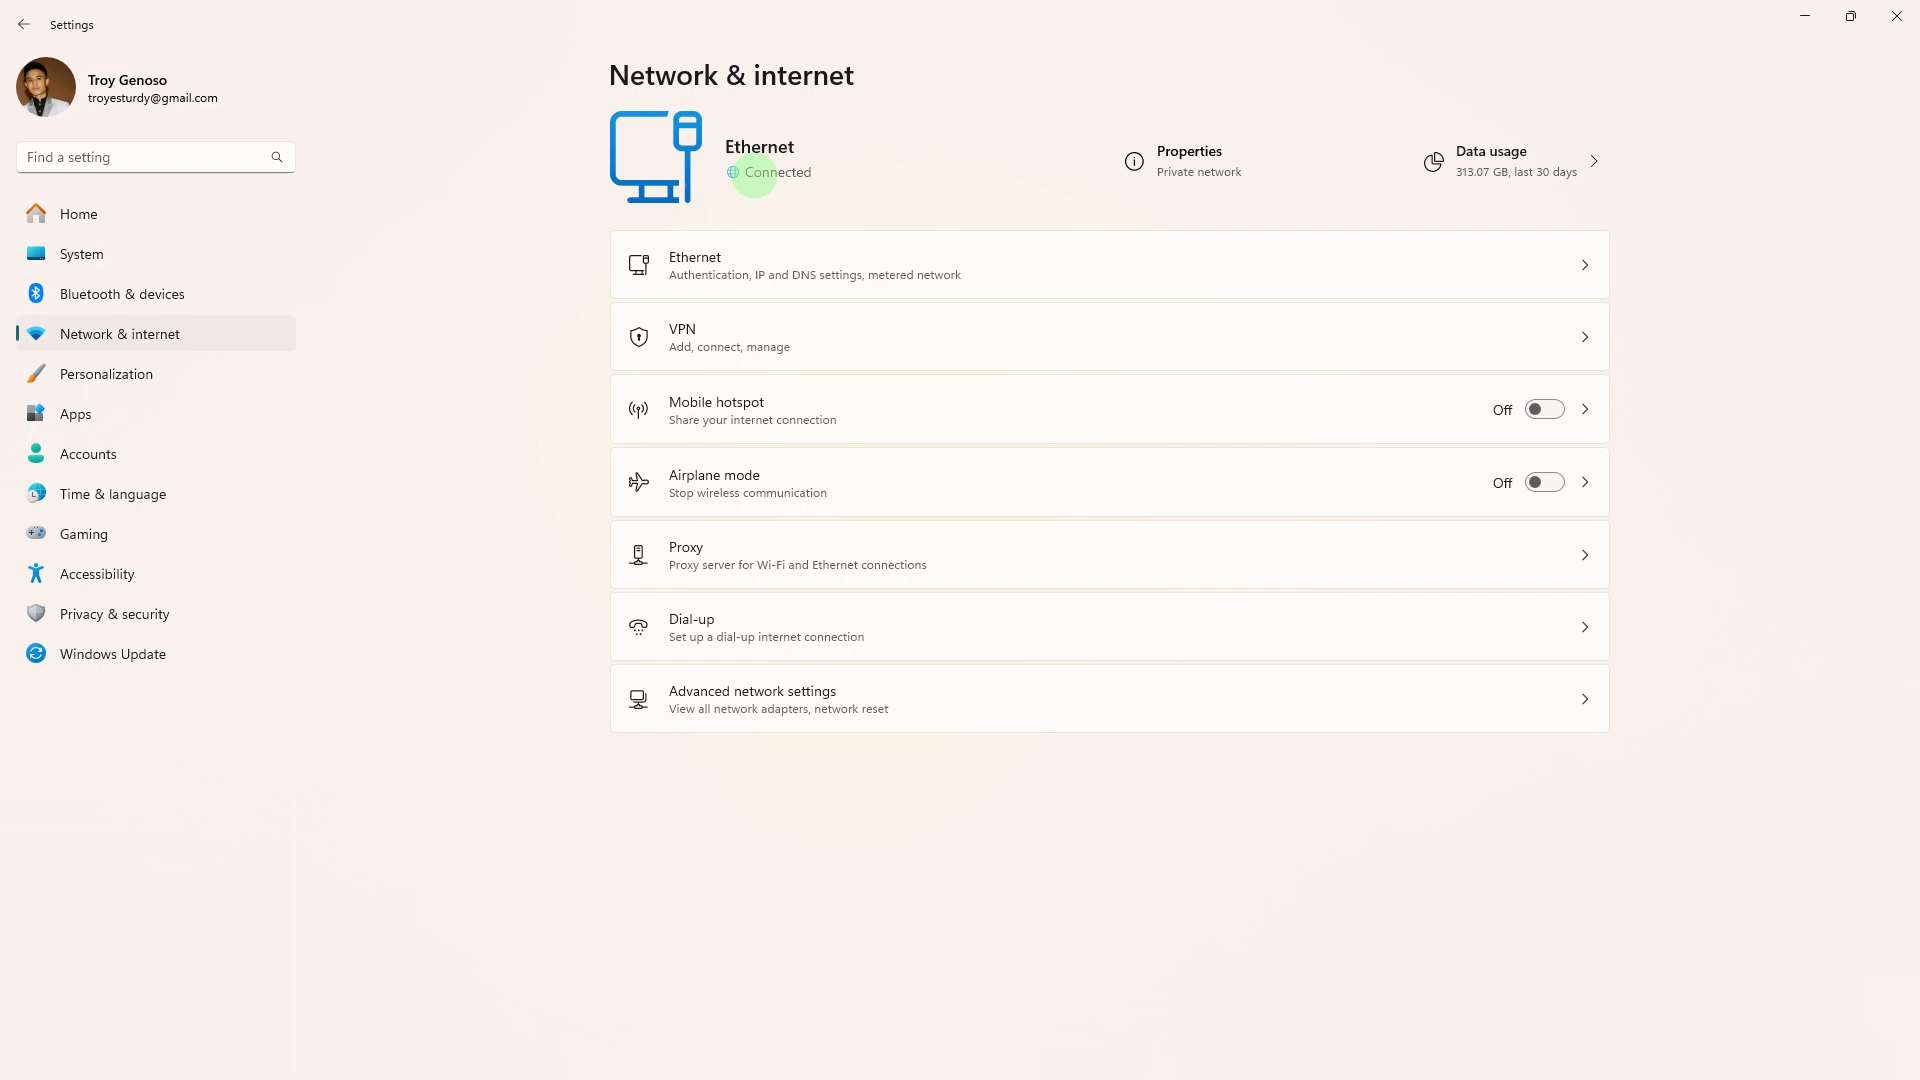 Settings
Troy Genoso
troyesturdy@gmail.com
Find a setting
Home
System
Bluetooth & devices
Network & internet
Personalization
Apps
Accounts
Time & language
Gaming
Accessibility
Privacy & security
Windows Update
Network & internet
Ethernet
Connected
Properties
Private network
Data usage
313.07 GB, last 30 days
Ethernet
Authentication, IP and DNS settings, metered network
VPN
Add, connect, manage
Mobile hotspot
Share your internet connection
Off
Airplane mode
Stop wireless communication
Off
Proxy
Proxy server for Wi-Fi and Ethernet connections
Dial-up
Set up a dial-up internet connection
Advanced network settings
View all network adapters, network reset